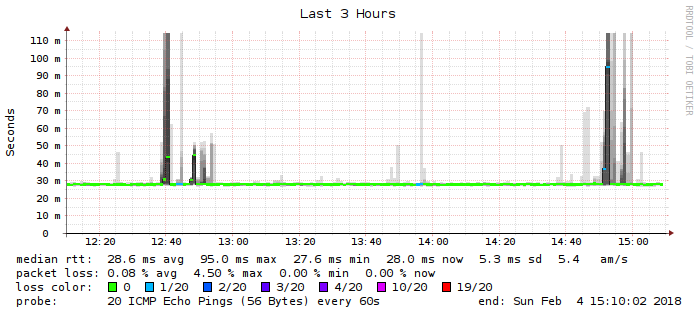 Last 3 Hours
RRDTOOL / TOBI OETIKER
Seconds
110 m
100 m
90 m
80 m
70 m
60 m
50 m
40 m
30 m
20 m
10 m
0
12:20 12:40 13:00 13:20 13:40 14:00 14:20 14:40 15:00
median rtt: 28.6 ms avg 95.0 ms max 27.6 ms min 28.0 ms now 5.3 ms sd 5.4 am/s
packet loss: 0.08 % avg 4.50 % max 0.00 % min 0.00 % now
loss color: 0 1/20 2/20 3/20 4/20 10/20 19/20
probe: 20 ICMP Echo Pings (56 Bytes) every 60s end: Sun Feb 4 15:10:02 2018